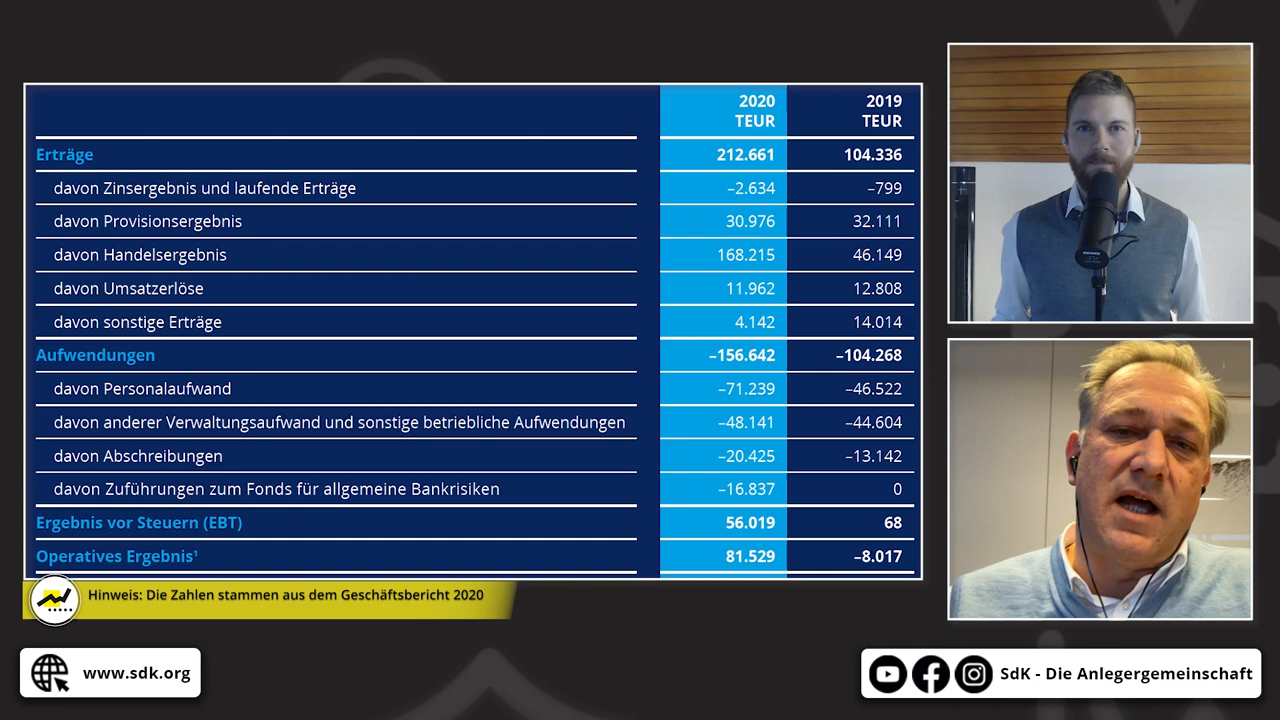 2020 2019
TEUR TEUR
Erträge 212.661 104.336
davon Zinsergebnis und laufende Erträge –2.634 –799
davon Provisionsergebnis 30.976 32.111
davon Handelsergebnis 168.215 46.149
davon Umsatzerlöse 11.962 12.808
davon sonstige Erträge 4.142 14.014
Aufwendungen –156.642 –104.268
davon Personalaufwand –71.239 –46.522
davon anderer Verwaltungsaufwand und sonstige betriebliche Aufwendungen –48.141 –44.604
davon Abschreibungen –20.425 –13.142
davon Zuführungen zum Fonds für allgemeine Bankrisiken –16.837 0
Ergebnis vor Steuern (EBT) 56.019 68
Operatives Ergebnis¹ 81.529 –8.017
Hinweis: Die Zahlen stammen aus dem Geschäftsbericht 2020
www.sdk.org
SdK - Die Anlegergemeinschaft